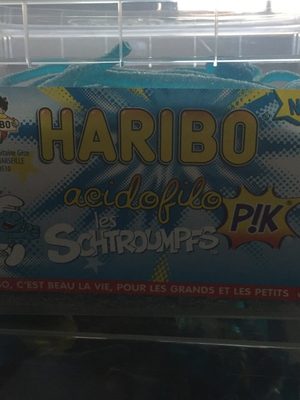 HARIBO
acidofilo
les
SCHTROUMPFS
P!K
C'EST BEAU LA VIE, POUR LES GRANDS ET LES PETITS